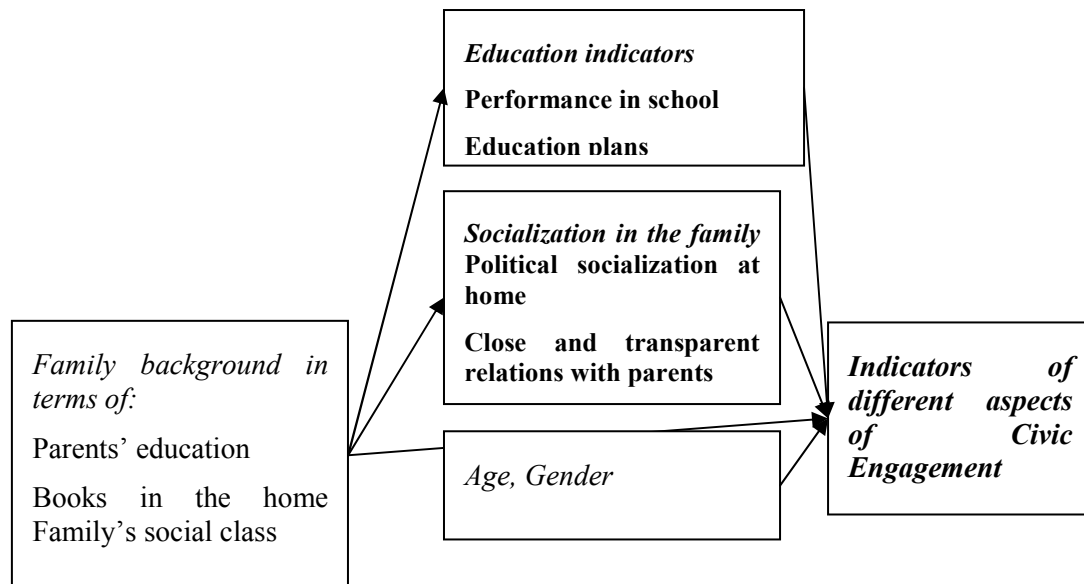 Education indicators
Performance in school
Education plans
Socialization in the family
Political socialization at
home
Close and transparent
relations with parents
Family background in
terms of:
Parents’ education
Books in the home
Family’s social class
Age, Gender
Indicators of
different aspects
of Civic
Engagement